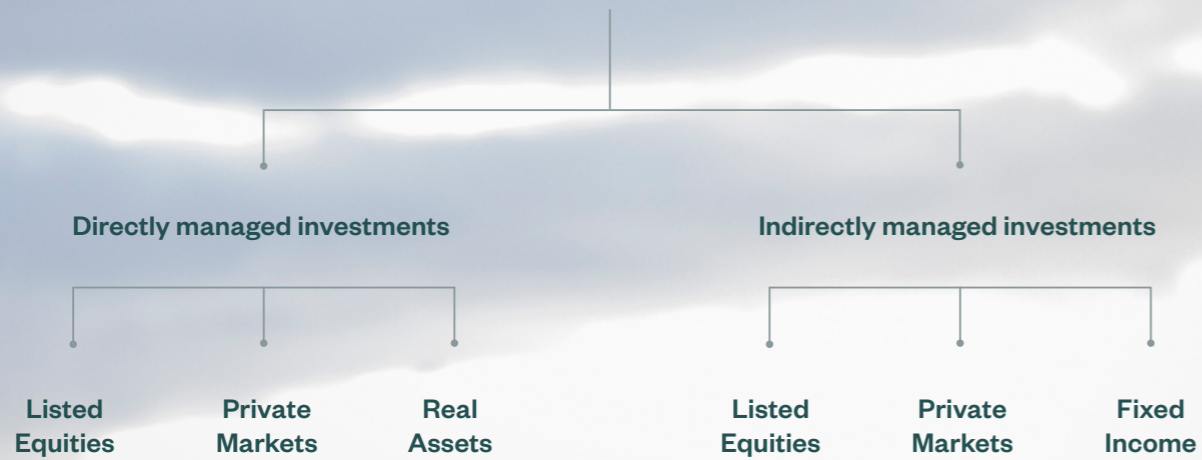 Directly managed investments
Indirectly managed investments
Listed
Equities
Private
Markets
Real
Assets
Listed
Equities
Private
Markets
Fixed
Income